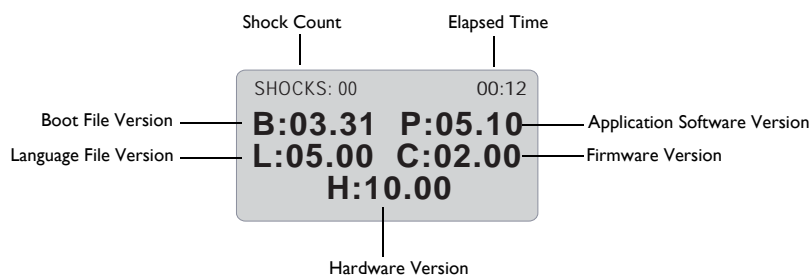 Shock Count Elapsed Time
SHOCKS: 00 00:12
Boot File Version B:03.31 P:05.10 Application Software Version
Language File Version L:05.00 C:02.00 Firmware Version
H:10.00
Hardware Version